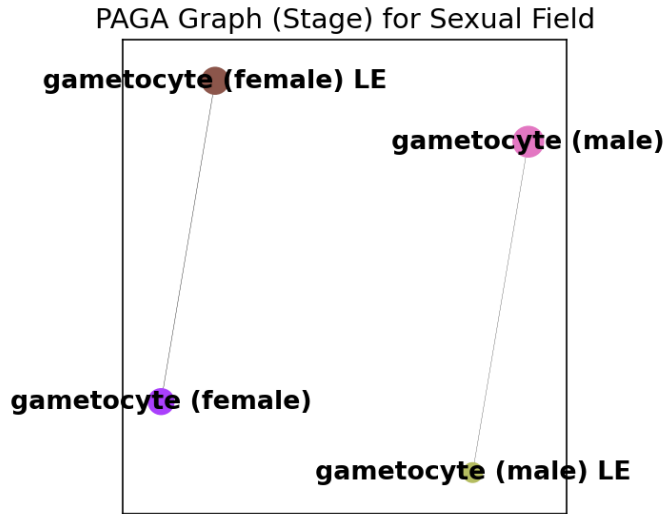 PAGA Graph (Stage) for Sexual Field
gametocyte (female) LE
gametocyte (male)
gametocyte (female)
gametocyte (male) LE